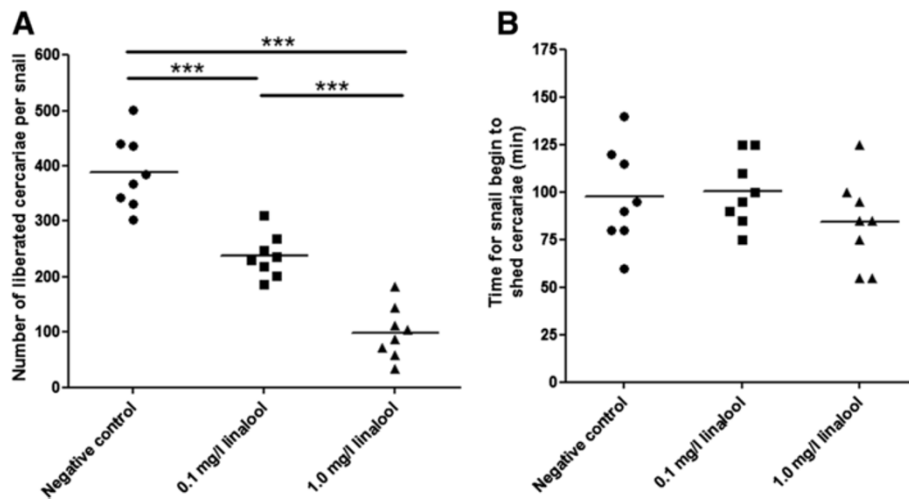 A
Number of liberated cercariae per snail
600
500
400
300
200
100
0
***
***
***
Negative control
0.1 mg/l linalool
1.0 mg/l linalool
B
Time for snail begin to
shed cercariae (min)
175
150
125
100
75
50
25
0
Negative control
0.1 mg/l linalool
1.0 mg/l linalool